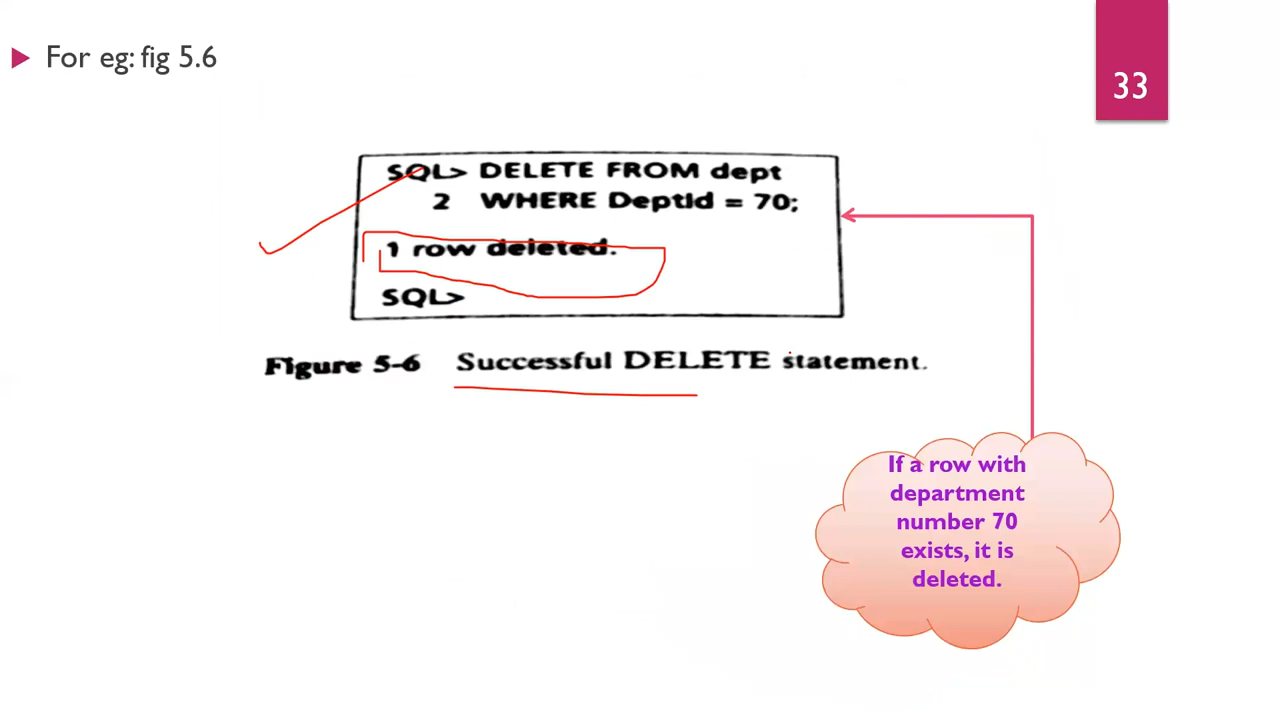 For eg: fig 5.6
33
SQL> DELETE FROM dept
2 WHERE DeptId = 70;
1 row deleted.
SQL>
Figure 5-6 Successful DELETE statement.
If a row with
department
number 70
exists, it is
deleted.